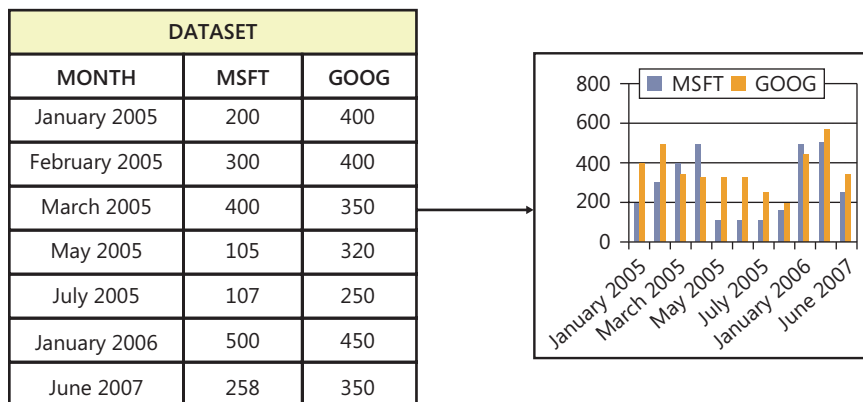 DATASET
MONTH MSFT GOOG
January 2005 200 400
February 2005 300 400
March 2005 400 350
May 2005 105 320
July 2005 107 250
January 2006 500 450
June 2007 258 350
800
600
400
200
0
MSFT GOOG
January 2005
March 2005
May 2005
July 2005
January 2006
June 2007